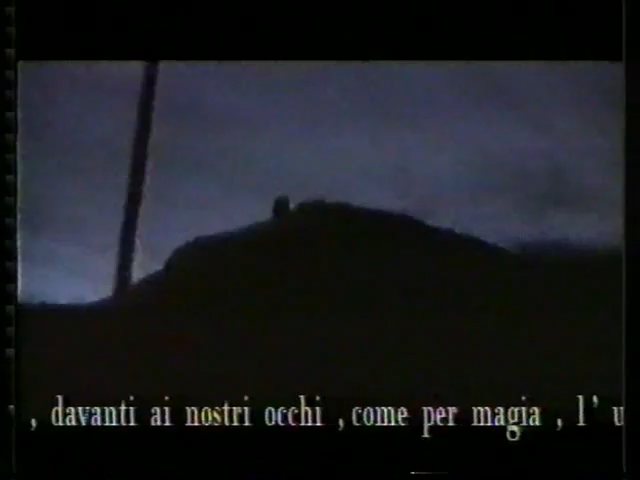 , davanti ai nostri occhi ,come per magia , l'